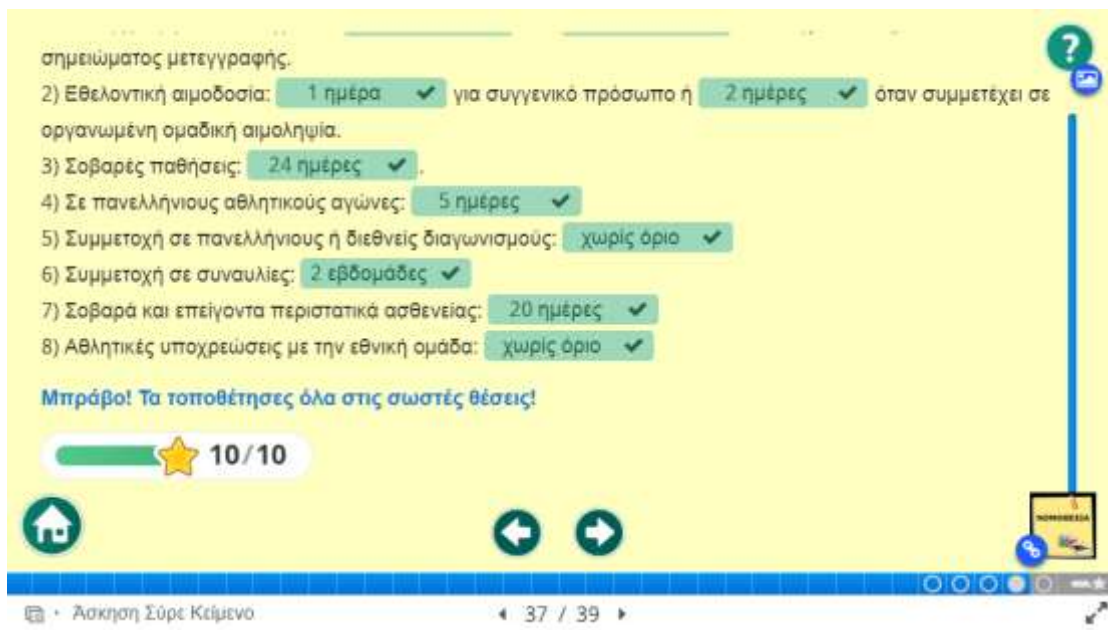 σημειώματος μετεγγραφής.
2) Εθελοντική αιμοδοσία: 1 ημέρα ✔ για συγγενικό πρόσωπο ή 2 ημέρες ✔ όταν συμμετέχει σε
οργανωμένη ομαδική αιμοληψία.
3) Σοβαρές παθήσεις: 24 ημέρες ✔ .
4) Σε πανελλήνιους αθλητικούς αγώνες: 5 ημέρες ✔
5) Συμμετοχή σε πανελλήνιους ή διεθνείς διαγωνισμούς: χωρίς όριο ✔
6) Συμμετοχή σε συναυλίες: 2 εβδομάδες ✔
7) Σοβαρά και επείγοντα περιστατικά ασθενείας: 20 ημέρες ✔
8) Αθλητικές υποχρεώσεις με την εθνική ομάδα: χωρίς όριο ✔
Μπράβο! Τα τοποθέτησες όλα στις σωστές θέσεις!
10/10
ΝΟΜΟΘΕΣΙΑ
Άσκηση Σύρε Κείμενο
37 / 39